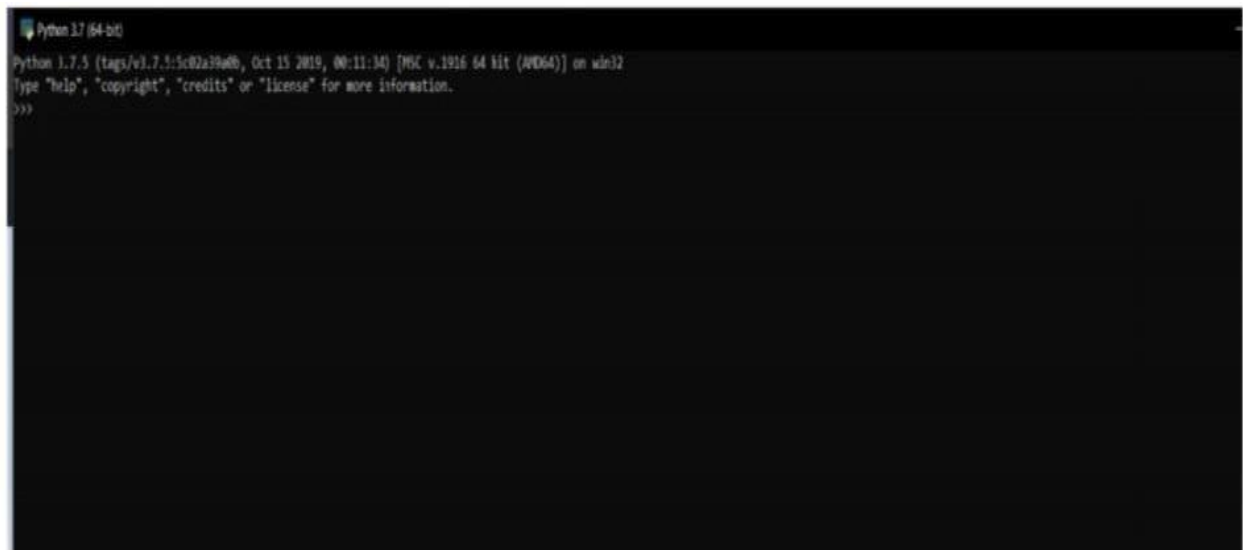 Python 3.7 (64-bit)
Python 3.7.5 (tags/v3.7.5:5c02a39a0b, Oct 15 2019, 00:11:34) [MSC v.1916 64 bit (AMD64)] on win32
Type "help", "copyright", "credits" or "license" for more information.
>>>